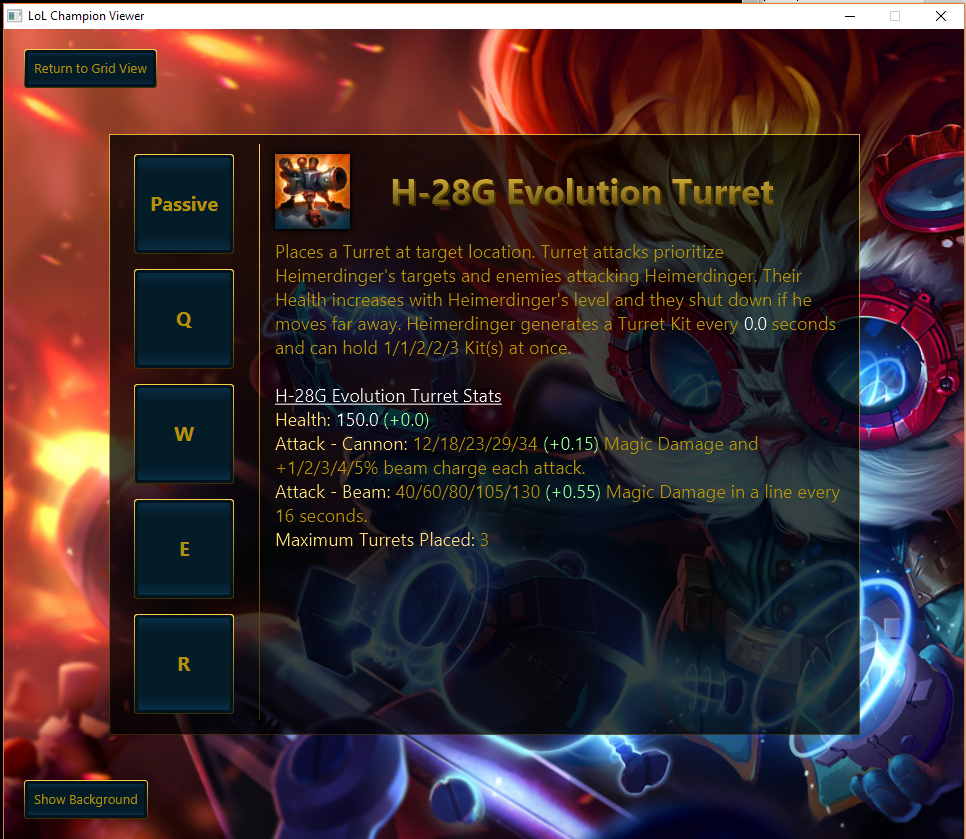 LoL Champion Viewer
Return to Grid View
Passive
Q
W
E
R
H-28G Evolution Turret
Places a Turret at target location. Turret attacks prioritize
Heimerdinger's targets and enemies attacking Heimerdinger. Their
Health increases with Heimerdinger's level and they shut down if he
moves far away. Heimerdinger generates a Turret Kit every 0.0 seconds
and can hold 1/1/2/2/3 Kit(s) at once.
H-28G Evolution Turret Stats
Health: 150.0 (+0.0)
Attack - Cannon: 12/18/23/29/34 (+0.15) Magic Damage and
+1/2/3/4/5% beam charge each attack.
Attack - Beam: 40/60/80/105/130 (+0.55) Magic Damage in a line every
16 seconds.
Maximum Turrets Placed: 3
Show Background